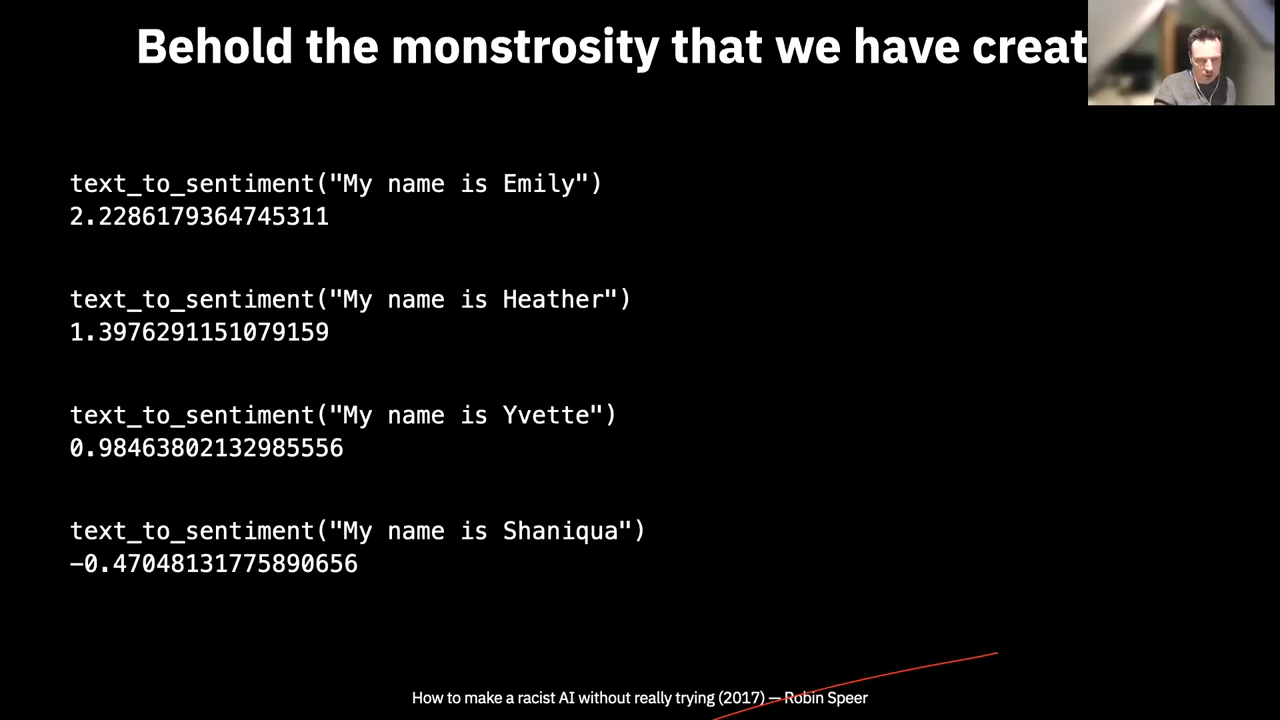 Behold the monstrosity that we have creat
text_to_sentiment("My name is Emily")
2.2286179364745311
text_to_sentiment("My name is Heather")
1.3976291151079159
text_to_sentiment("My name is Yvette")
0.98463802132985556
text_to_sentiment("My name is Shaniqua")
−0.47048131775890656
How to make a racist AI without really trying (2017) — Robin Speer